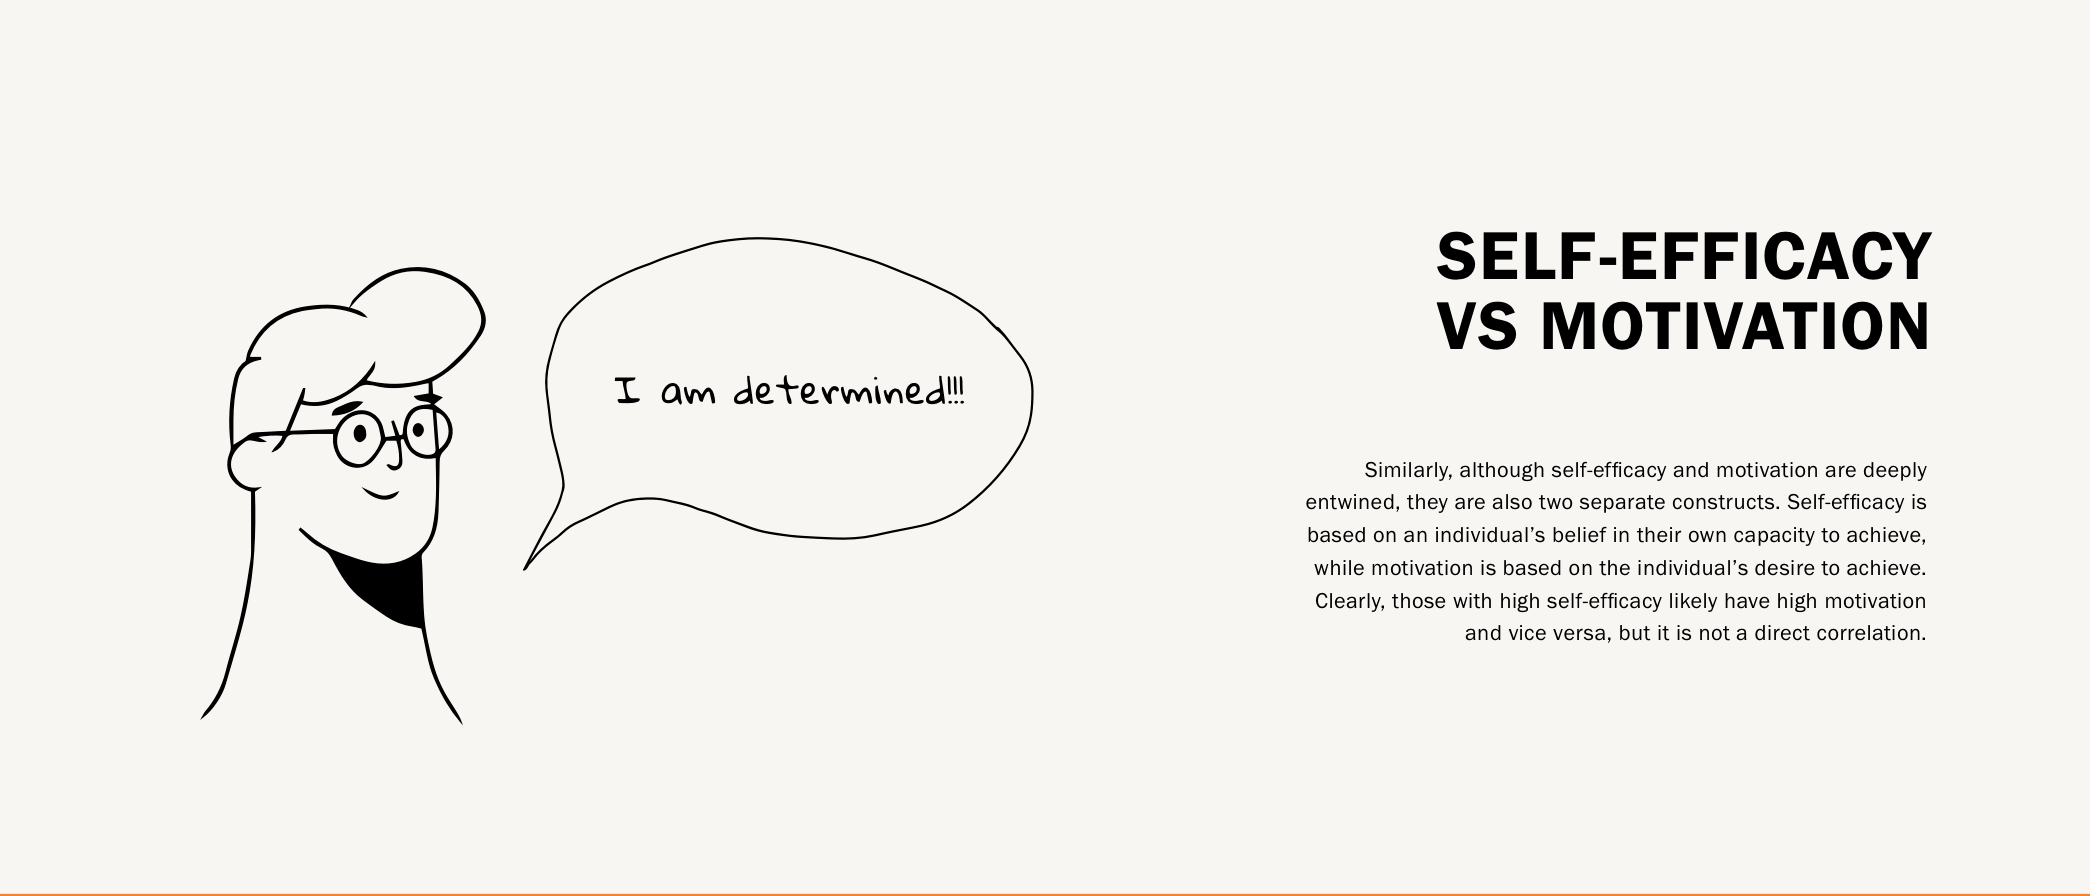 I am determined!!!
SELF-EFFICACY
VS MOTIVATION
Similarly, although self-efficacy and motivation are deeply
entwined, they are also two separate constructs. Self-efficacy is
based on an individual’s belief in their own capacity to achieve,
while motivation is based on the individual’s desire to achieve.
Clearly, those with high self-efficacy likely have high motivation
and vice versa, but it is not a direct correlation.